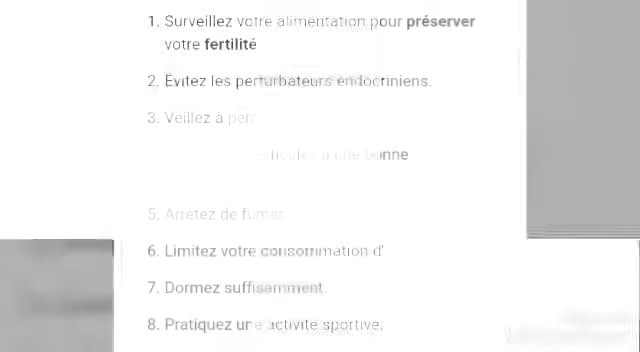 1. Surveillez votre alimentation pour préserver
votre fertilité
2. Évitez les perturbateurs endocriniens.
3. Veillez à
à une bonne
5. Arretez de fumer
6. Limitez votre consommation d'
7. Dormez suffisamment.
8. Pratiquez une activité sportive.